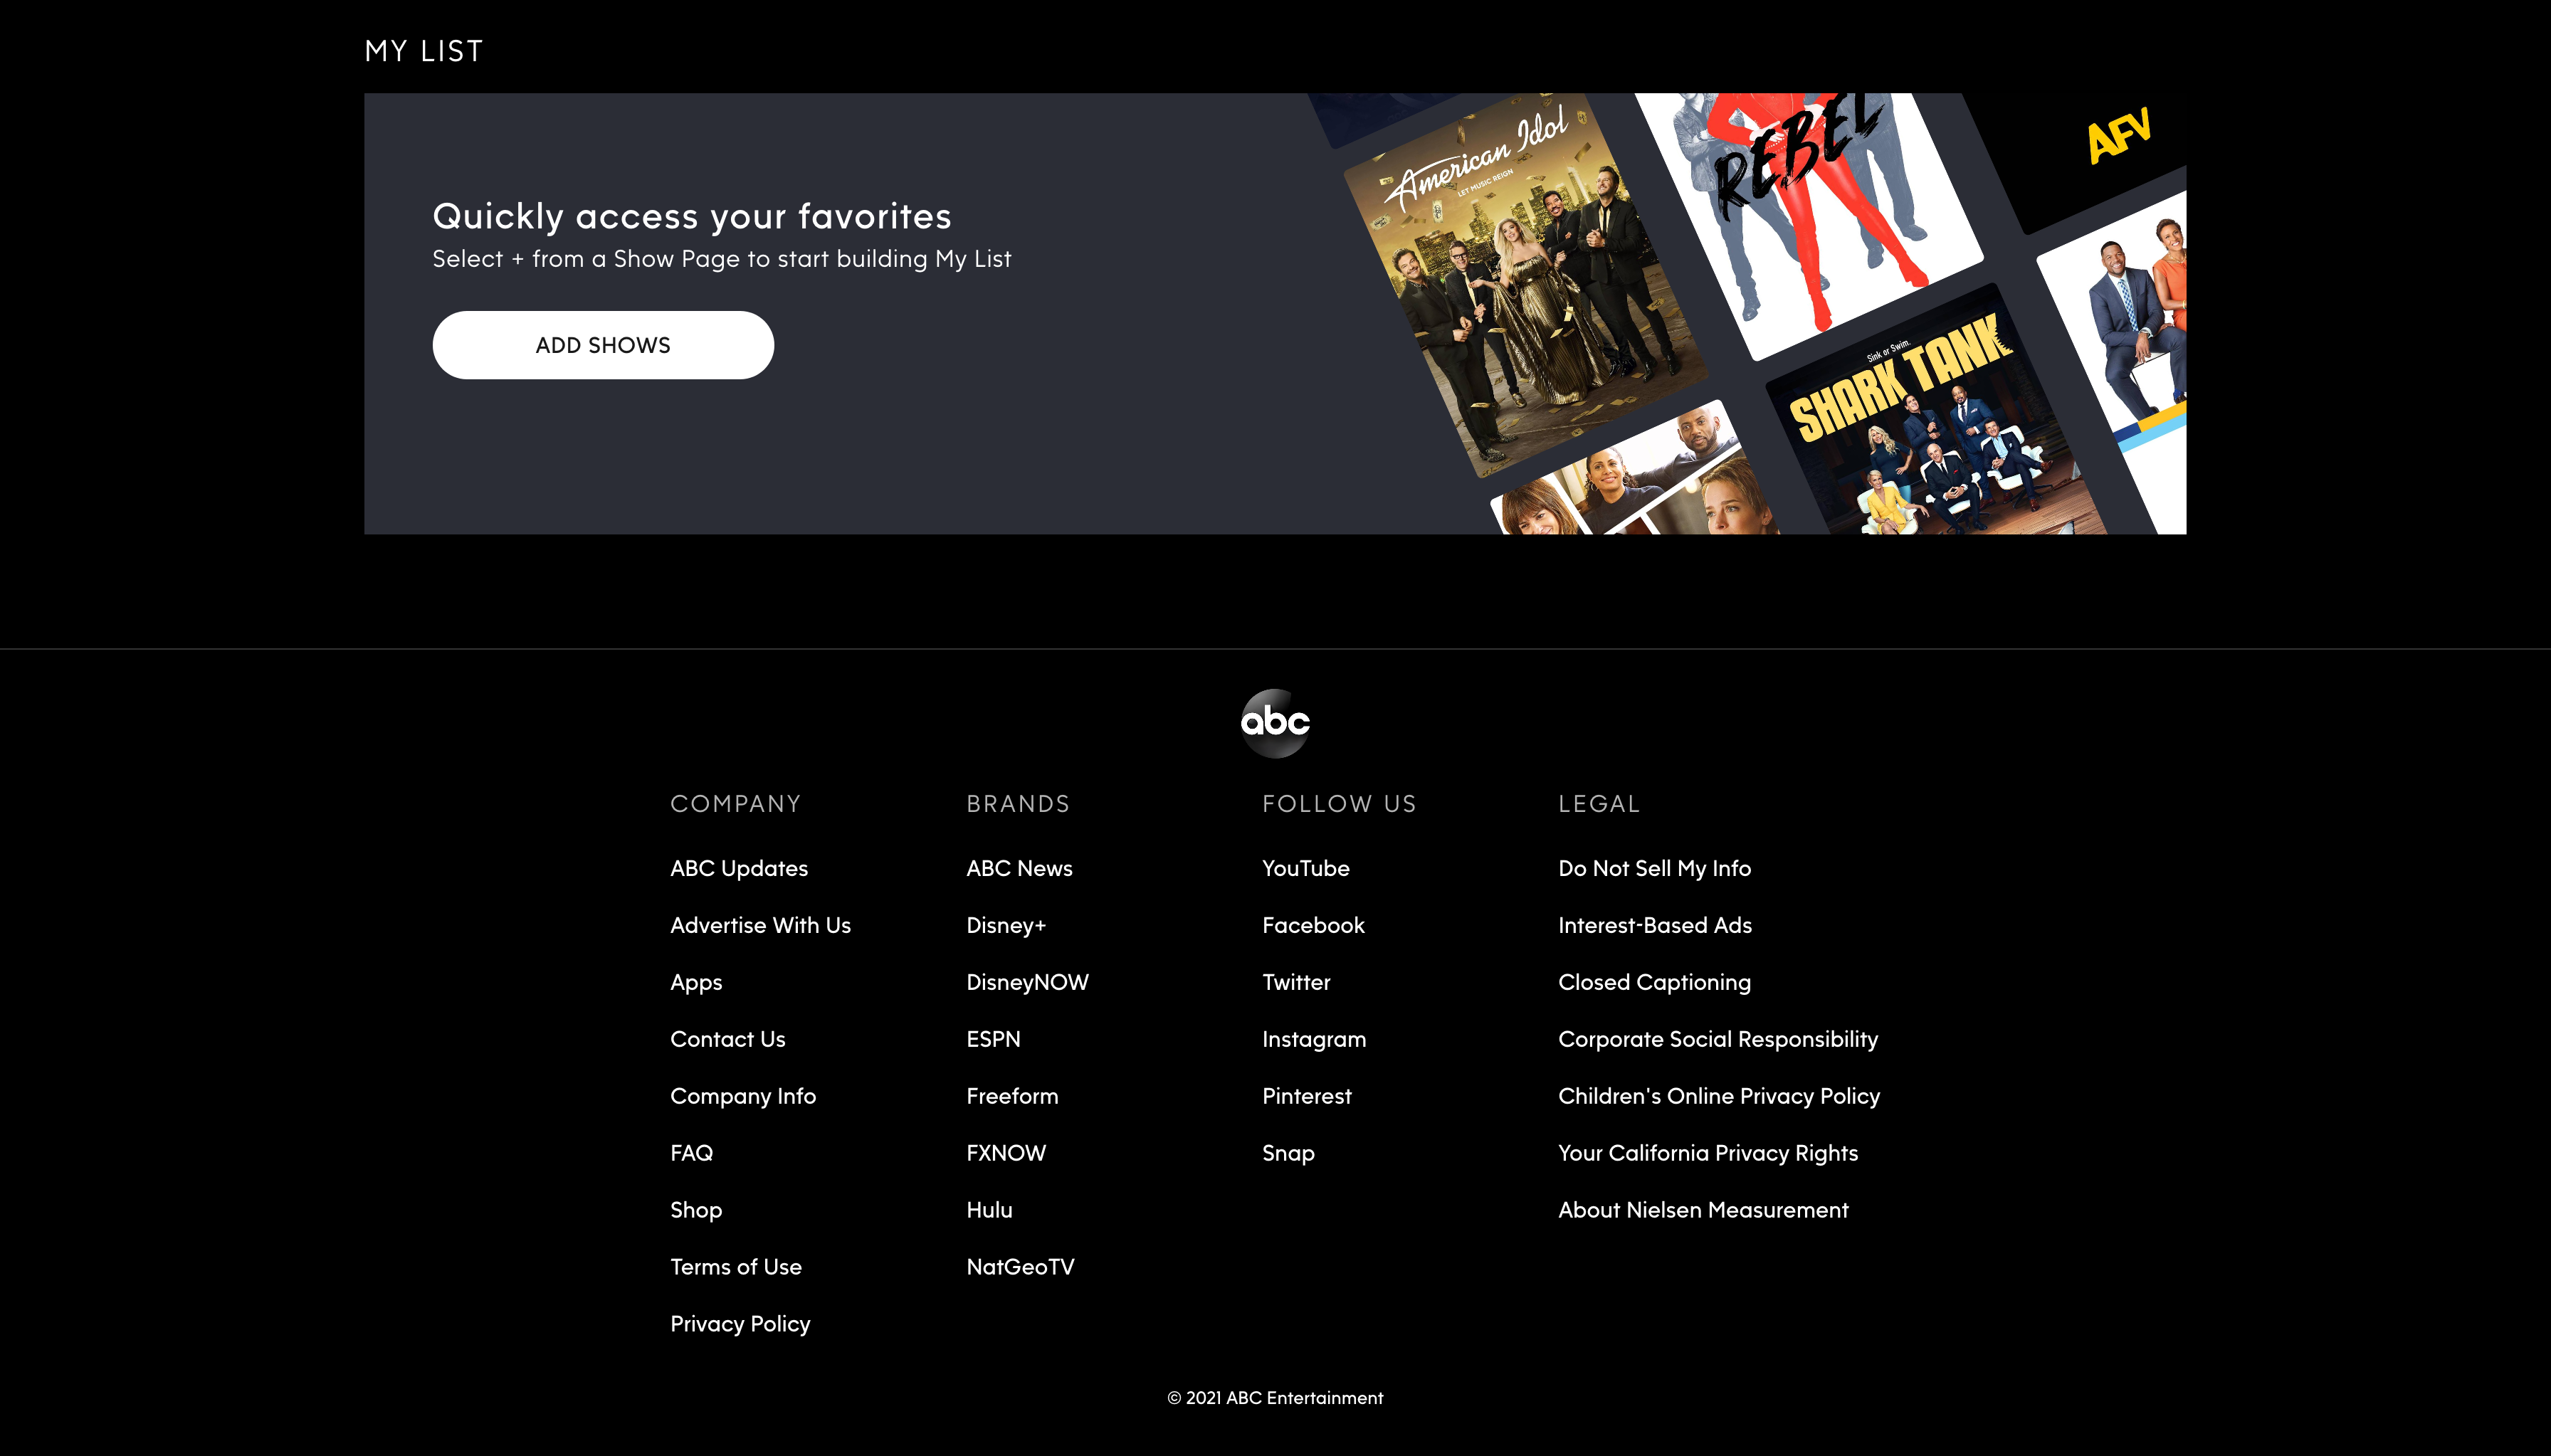 MY LIST
Quickly access your favorites
Select + from a Show Page to start building My List
ADD SHOWS
American Idol
LET MUSIC REIGN
REBEL
AFV
Sink or Swim.
SHARK TANK
abc
COMPANY
ABC Updates
Advertise With Us
Apps
Contact Us
Company Info
FAQ
Shop
Terms of Use
Privacy Policy
BRANDS
ABC News
Disney+
DisneyNOW
ESPN
Freeform
FXNOW
Hulu
NatGeoTV
FOLLOW US
YouTube
Facebook
Twitter
Instagram
Pinterest
Snap
LEGAL
Do Not Sell My Info
Interest-Based Ads
Closed Captioning
Corporate Social Responsibility
Children's Online Privacy Policy
Your California Privacy Rights
About Nielsen Measurement
© 2021 ABC Entertainment